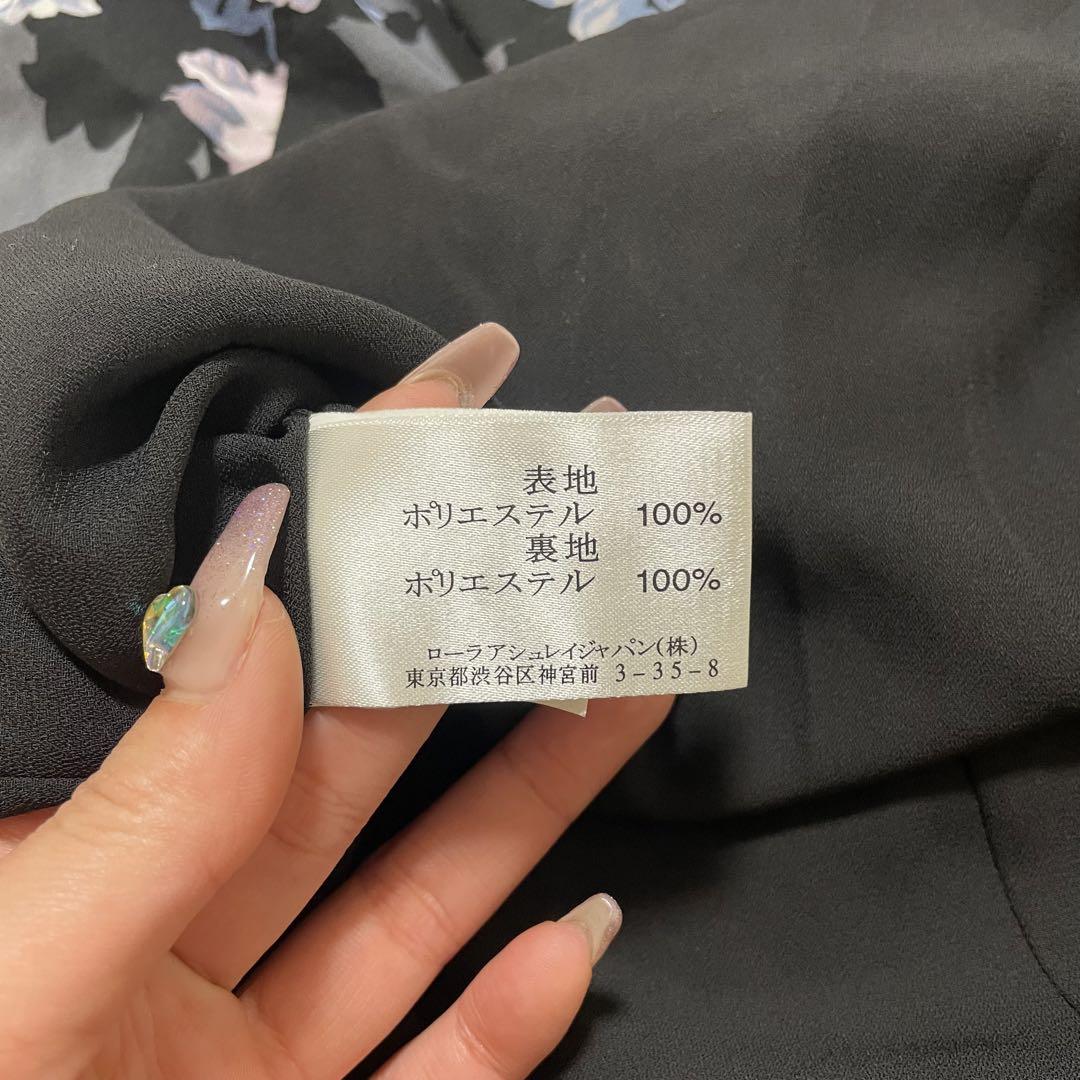 表地
ポリエステル 100%
裏地
ポリエステル 100%
ローラアシュレイジャパン(株)
東京都渋谷区神宮前 3-35-8